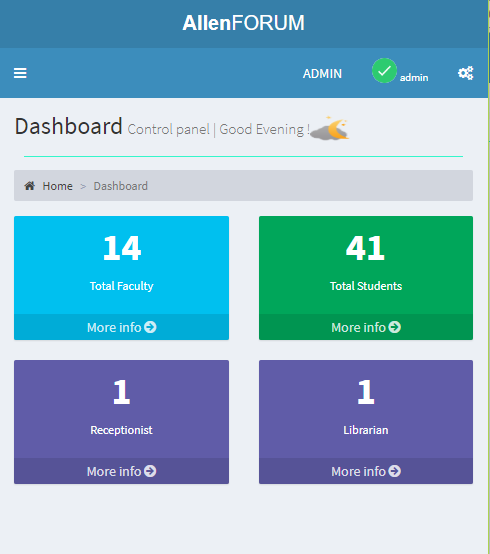 AllenFORUM
ADMIN admin
Dashboard Control panel | Good Evening !
Home > Dashboard
14
Total Faculty
More info
41
Total Students
More info
1
Receptionist
More info
1
Librarian
More info